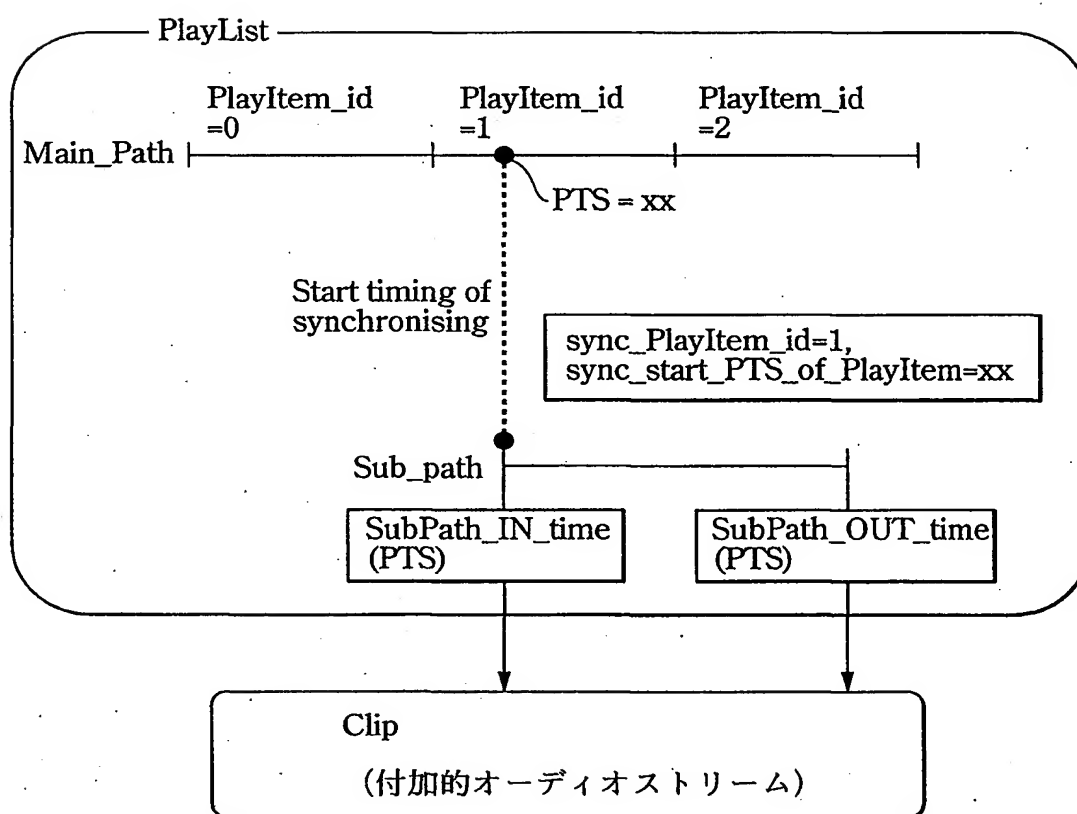 PlayList
PlayItem_id
=0
PlayItem_id
=1
PlayItem_id
=2
Main_Path
PTS = xx
Start timing of
synchronising
sync_PlayItem_id=1,
sync_start_PTS_of_PlayItem=xx
Sub_path
SubPath_IN_time
(PTS)
SubPath_OUT_time
(PTS)
Clip
(付加的オーディオストリーム)